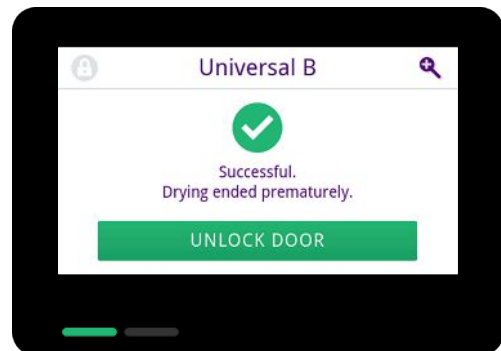 Universal B
Successful.
Drying ended prematurely.
UNLOCK DOOR